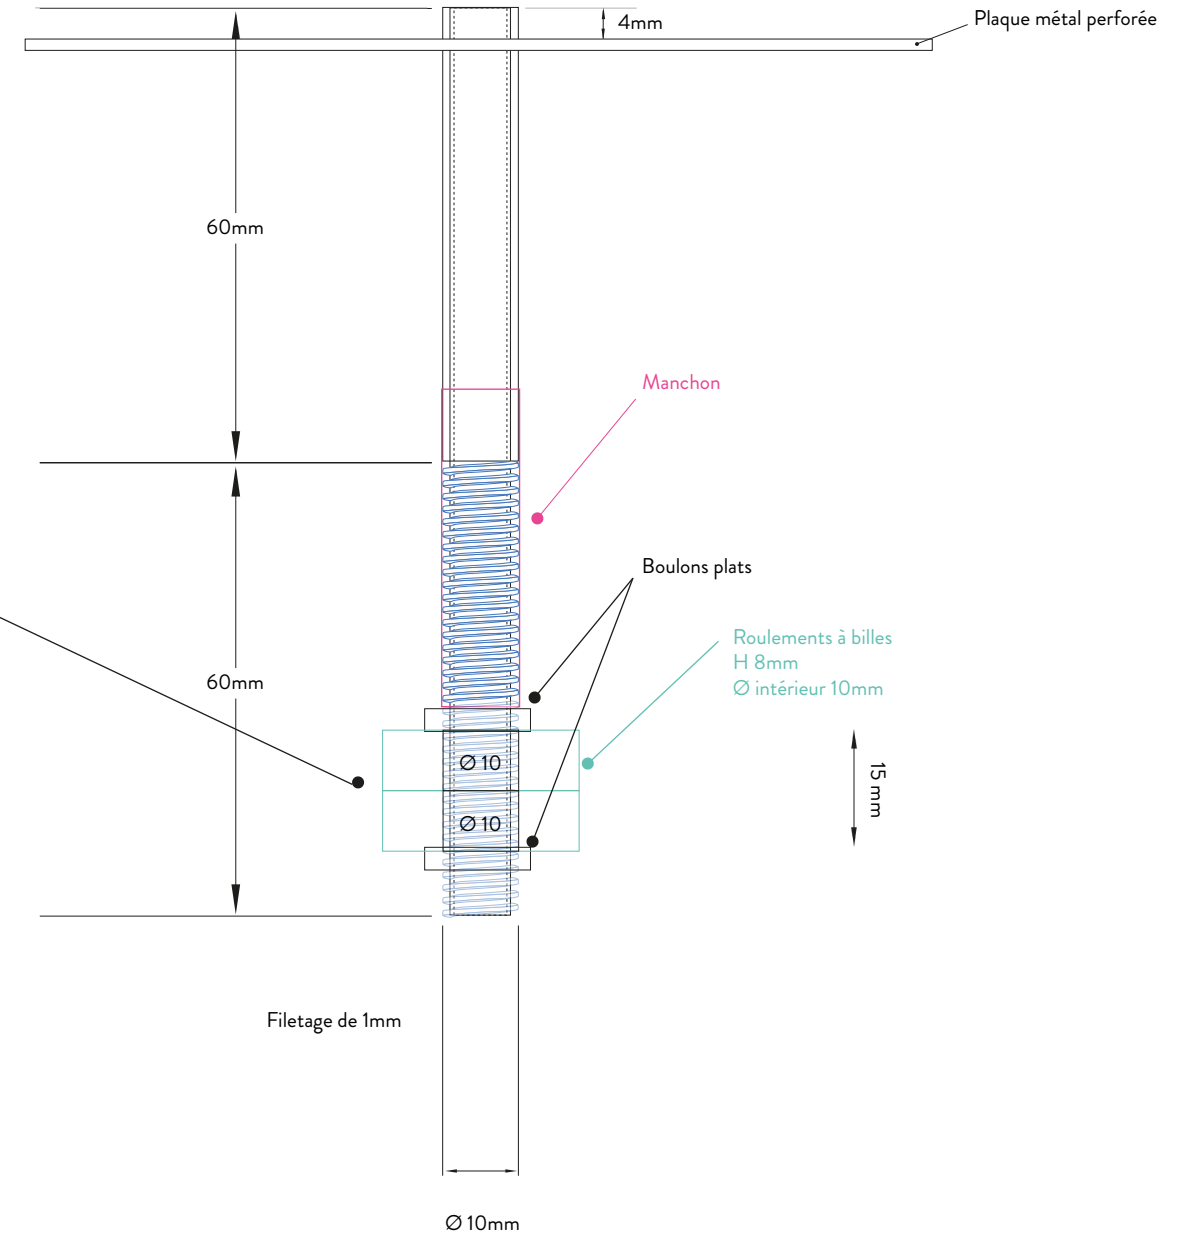 Plaque métal perforée
4mm
60mm
Manchon
Boulons plats
Roulements à billes
H 8mm
Ø intérieur 10mm
60mm
Ø 10
15 mm
Ø 10
Filetage de 1mm
Ø 10mm